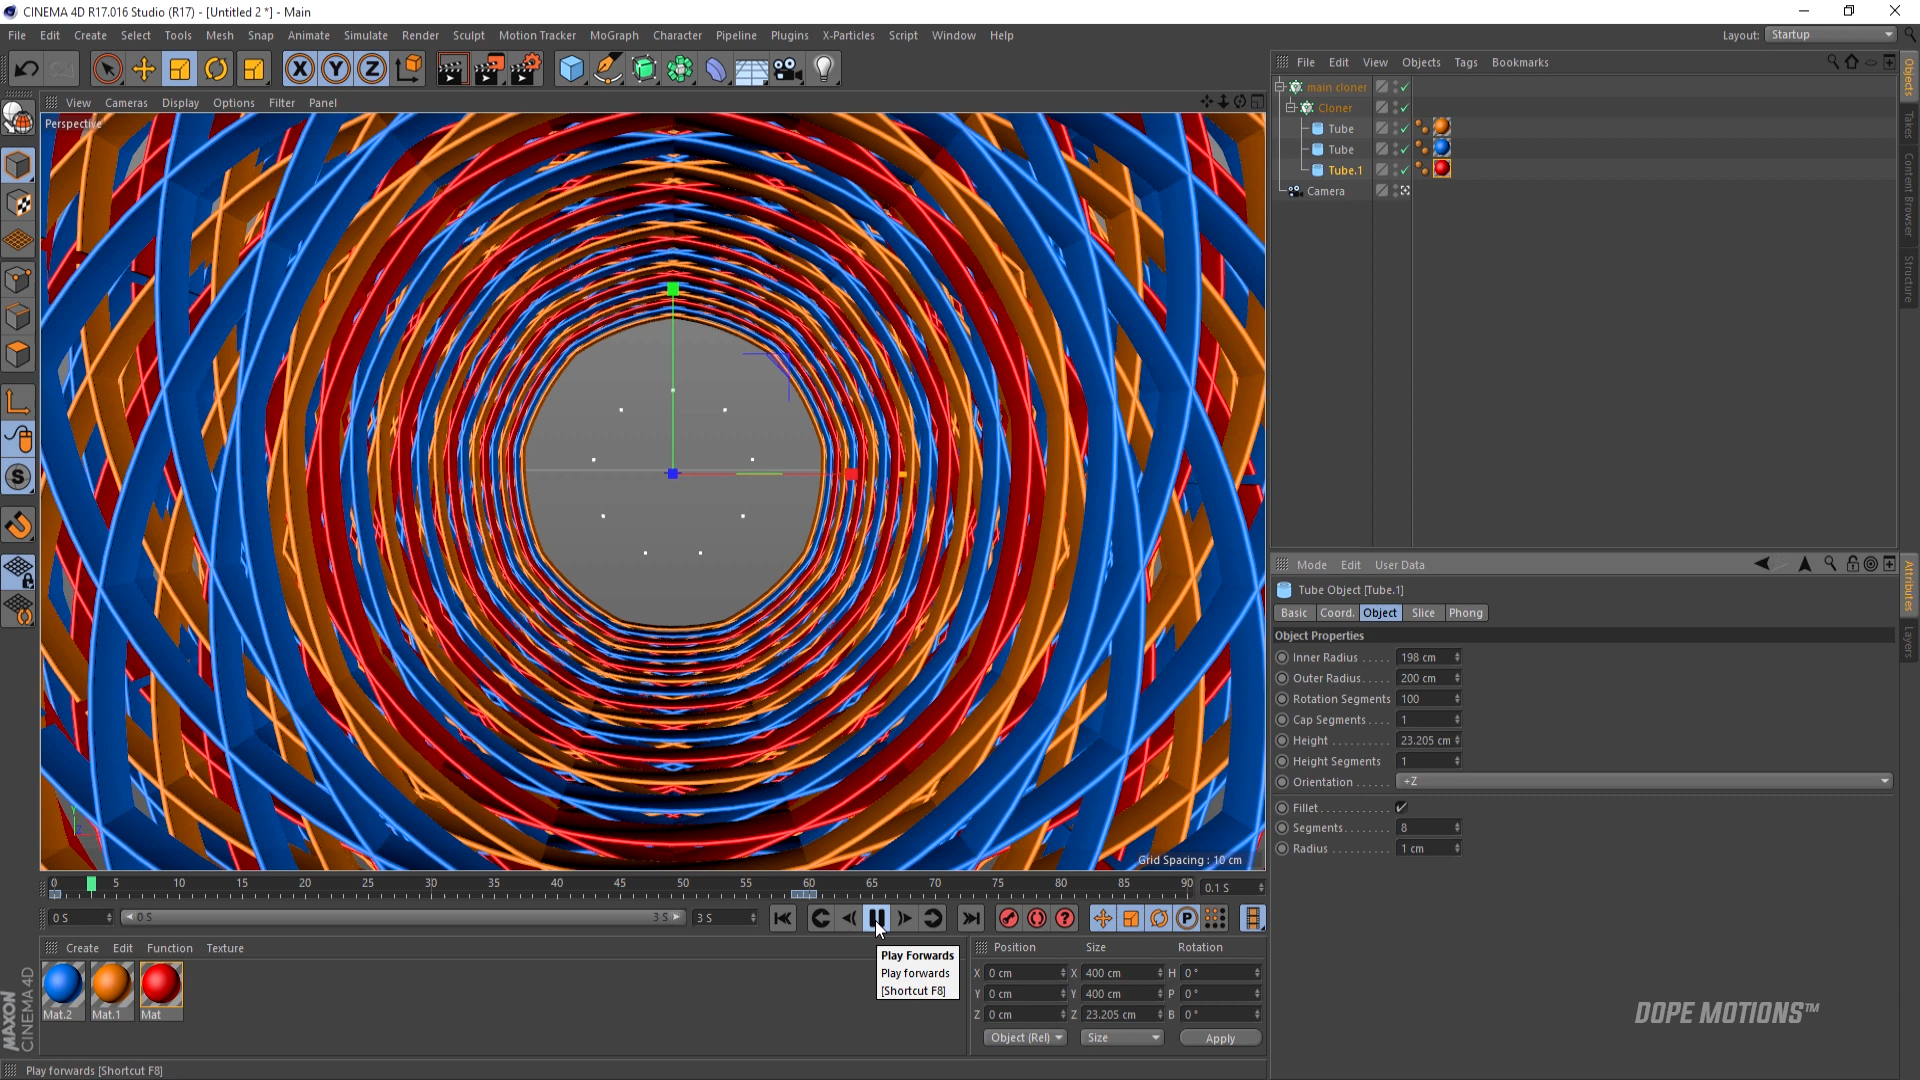 CINEMA 4D R17.016 Studio (R17) - [Untitled 2 *] - Main
File Edit Create Select Tools Mesh Snap Animate Simulate Render Sculpt Motion Tracker MoGraph Character Pipeline Plugins X-Particles Script Window Help
Layout: Startup
X Y Z
File Edit View Objects Tags Bookmarks
View Cameras Display Options Filter Panel
Perspective
main cloner
Cloner
Tube
Tube
Tube.1
Camera
Objects
Takes
Content Browser
Structure
Mode Edit User Data
Tube Object [Tube.1]
Basic Coord. Object Slice Phong
Object Properties
Inner Radius ..... 198 cm
Outer Radius..... 200 cm
Rotation Segments 100
Cap Segments .... 1
Height .......... 23.205 cm
Height Segments 1
Orientation ...... +Z
Fillet........... ✓
Segments........ 8
Radius .......... 1 cm
Attributes
Layers
Grid Spacing : 10 cm
0 5 10 15 20 25 30 35 40 45 50 55 60 65 70 75 80 85 90 0.1 S
0 S 0 S 3 S 3 S
Create Edit Function Texture
Mat.2 Mat.1 Mat
Play Forwards
Play forwards
[Shortcut F8]
Position Size Rotation
X 0 cm X 400 cm H 0 °
Y 0 cm Y 400 cm P 0 °
Z 0 cm Z 23.205 cm B 0 °
Object (Rel) Size Apply
MAXON
CINEMA 4D
DOPE MOTIONS™
Play forwards [Shortcut F8]